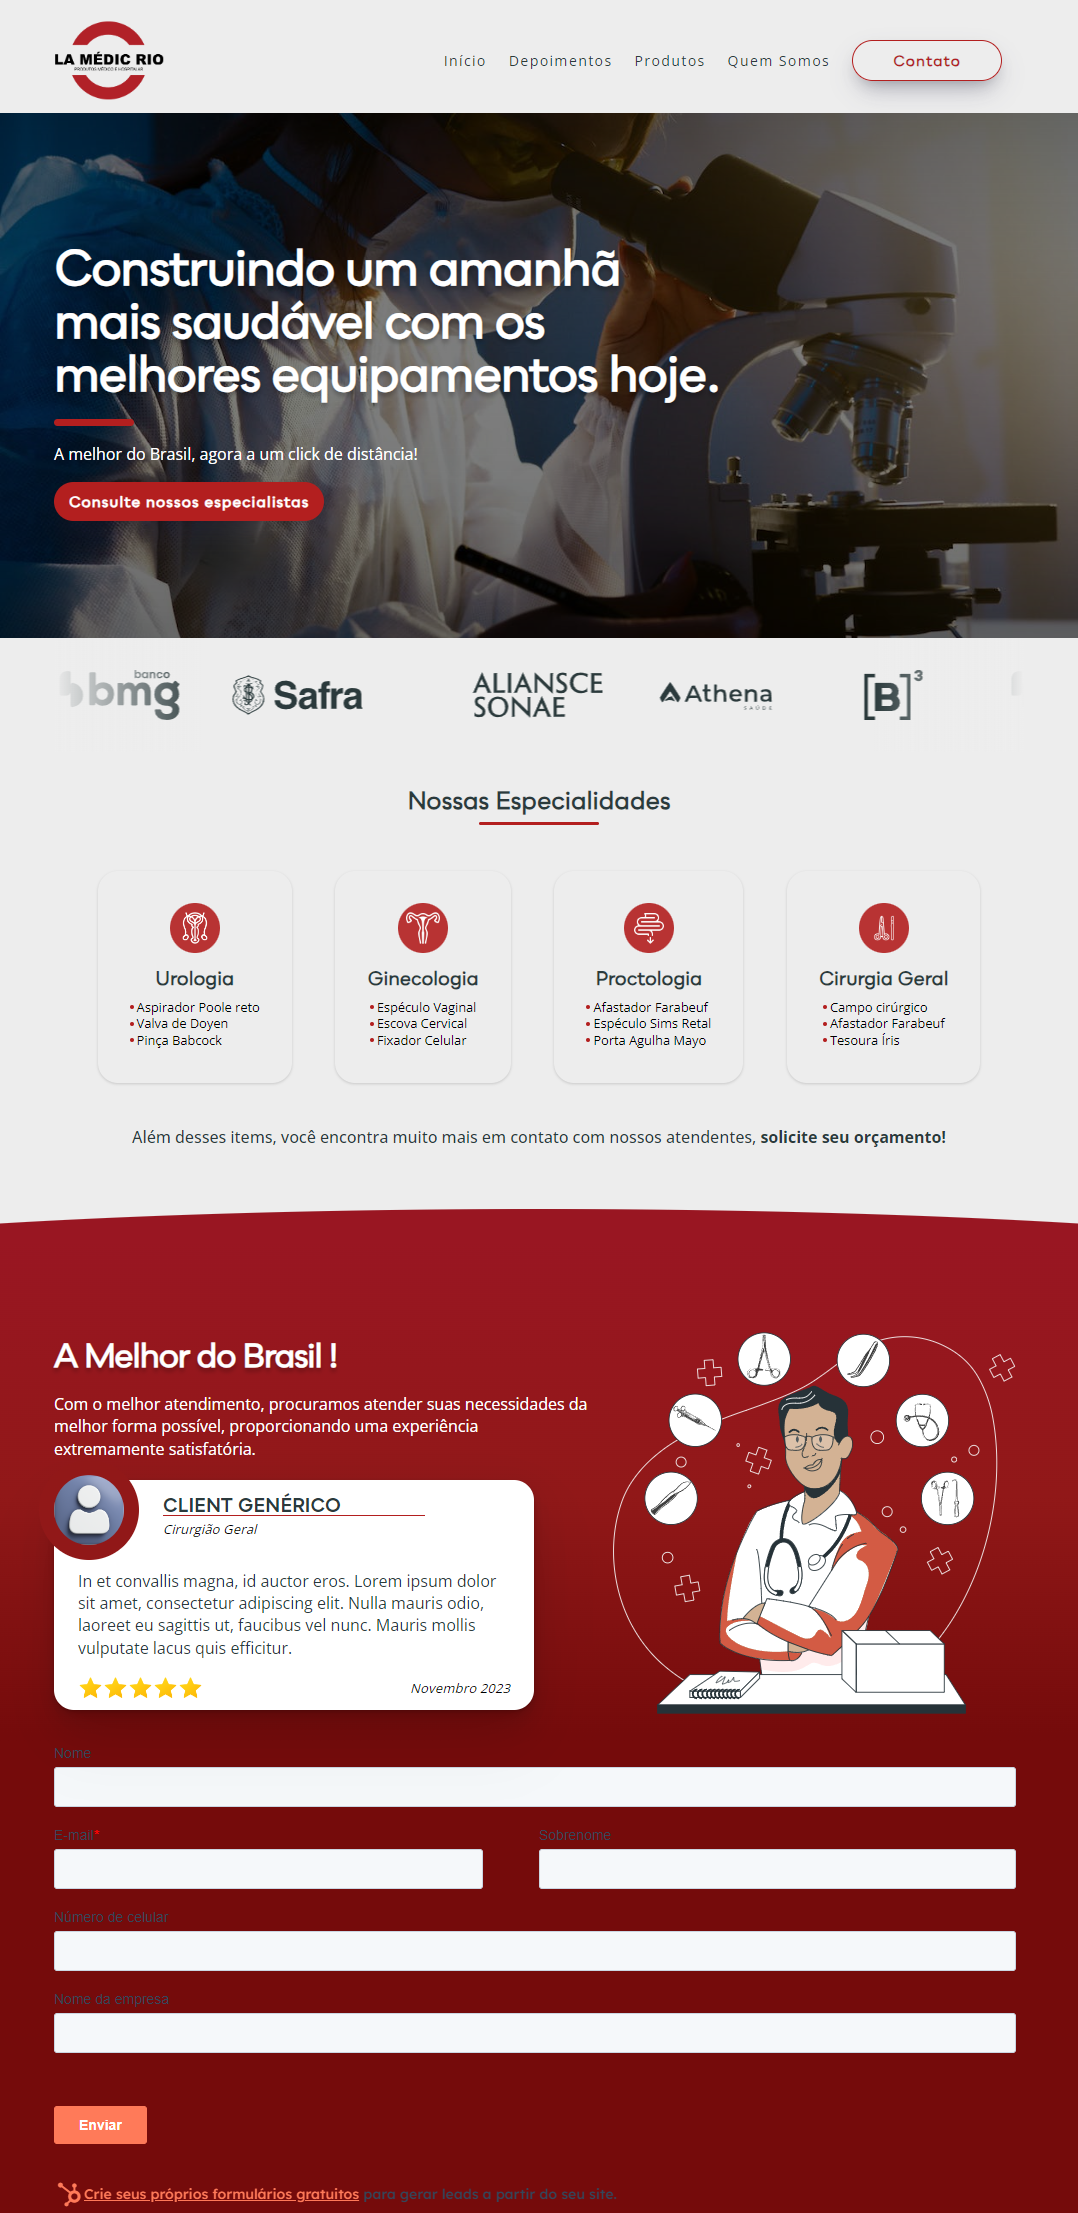 LA MÉDIC RIO
PRODUTOS MÉDICO E HOSPITALAR
Início
Depoimentos
Produtos
Quem Somos
Contato
Construindo um amanhã
mais saudável com os
melhores equipamentos hoje.
A melhor do Brasil, agora a um click de distância!
Consulte nossos especialistas
banco
bmg
Safra
ALIANSCE
SONAE
Athena
SAÚDE
[B]³
Nossas Especialidades
Urologia
• Aspirador Poole reto
• Valva de Doyen
• Pinça Babcock
Ginecologia
• Espéculo Vaginal
• Escova Cervical
• Fixador Celular
Proctologia
• Afastador Farabeuf
• Espéculo Sims Retal
• Porta Agulha Mayo
Cirurgia Geral
• Campo cirúrgico
• Afastador Farabeuf
• Tesoura Íris
Além desses items, você encontra muito mais em contato com nossos atendentes, solicite seu orçamento!
A Melhor do Brasil !
Com o melhor atendimento, procuramos atender suas necessidades da
melhor forma possível, proporcionando uma experiência
extremamente satisfatória.
CLIENT GENÉRICO
Cirurgião Geral
In et convallis magna, id auctor eros. Lorem ipsum dolor
sit amet, consectetur adipiscing elit. Nulla mauris odio,
laoreet eu sagittis ut, faucibus vel nunc. Mauris mollis
vulputate lacus quis efficitur.
Novembro 2023
Nome
E-mail*
Sobrenome
Número de celular
Nome da empresa
Enviar
Crie seus próprios formulários gratuitos para gerar leads a partir do seu site.